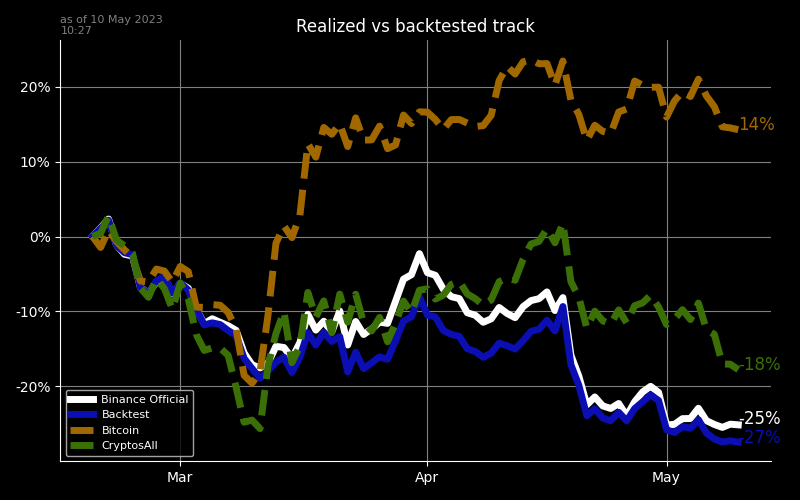 as of 10 May 2023
10:27
Realized vs backtested track
20%
10%
0%
-10%
-20%
14%
-18%
-25%
-27%
Binance Official
Backtest
Bitcoin
CryptosAll
Mar
Apr
May